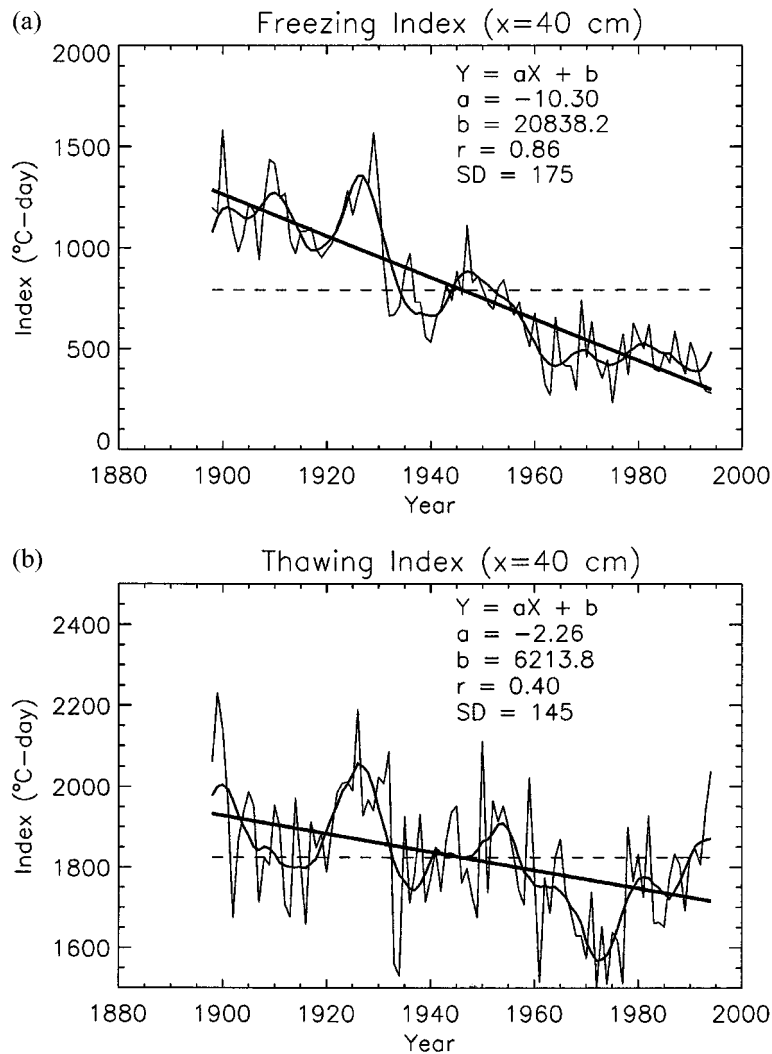 (a)
Freezing Index (x=40 cm)
Y = aX + b
a = −10.30
b = 20838.2
r = 0.86
SD = 175
Index (°C−day)
2000
1500
1000
500
0
1880 1900 1920 1940 1960 1980 2000
Year
(b)
Thawing Index (x=40 cm)
Y = aX + b
a = −2.26
b = 6213.8
r = 0.40
SD = 145
Index (°C−day)
2400
2200
2000
1800
1600
1880 1900 1920 1940 1960 1980 2000
Year